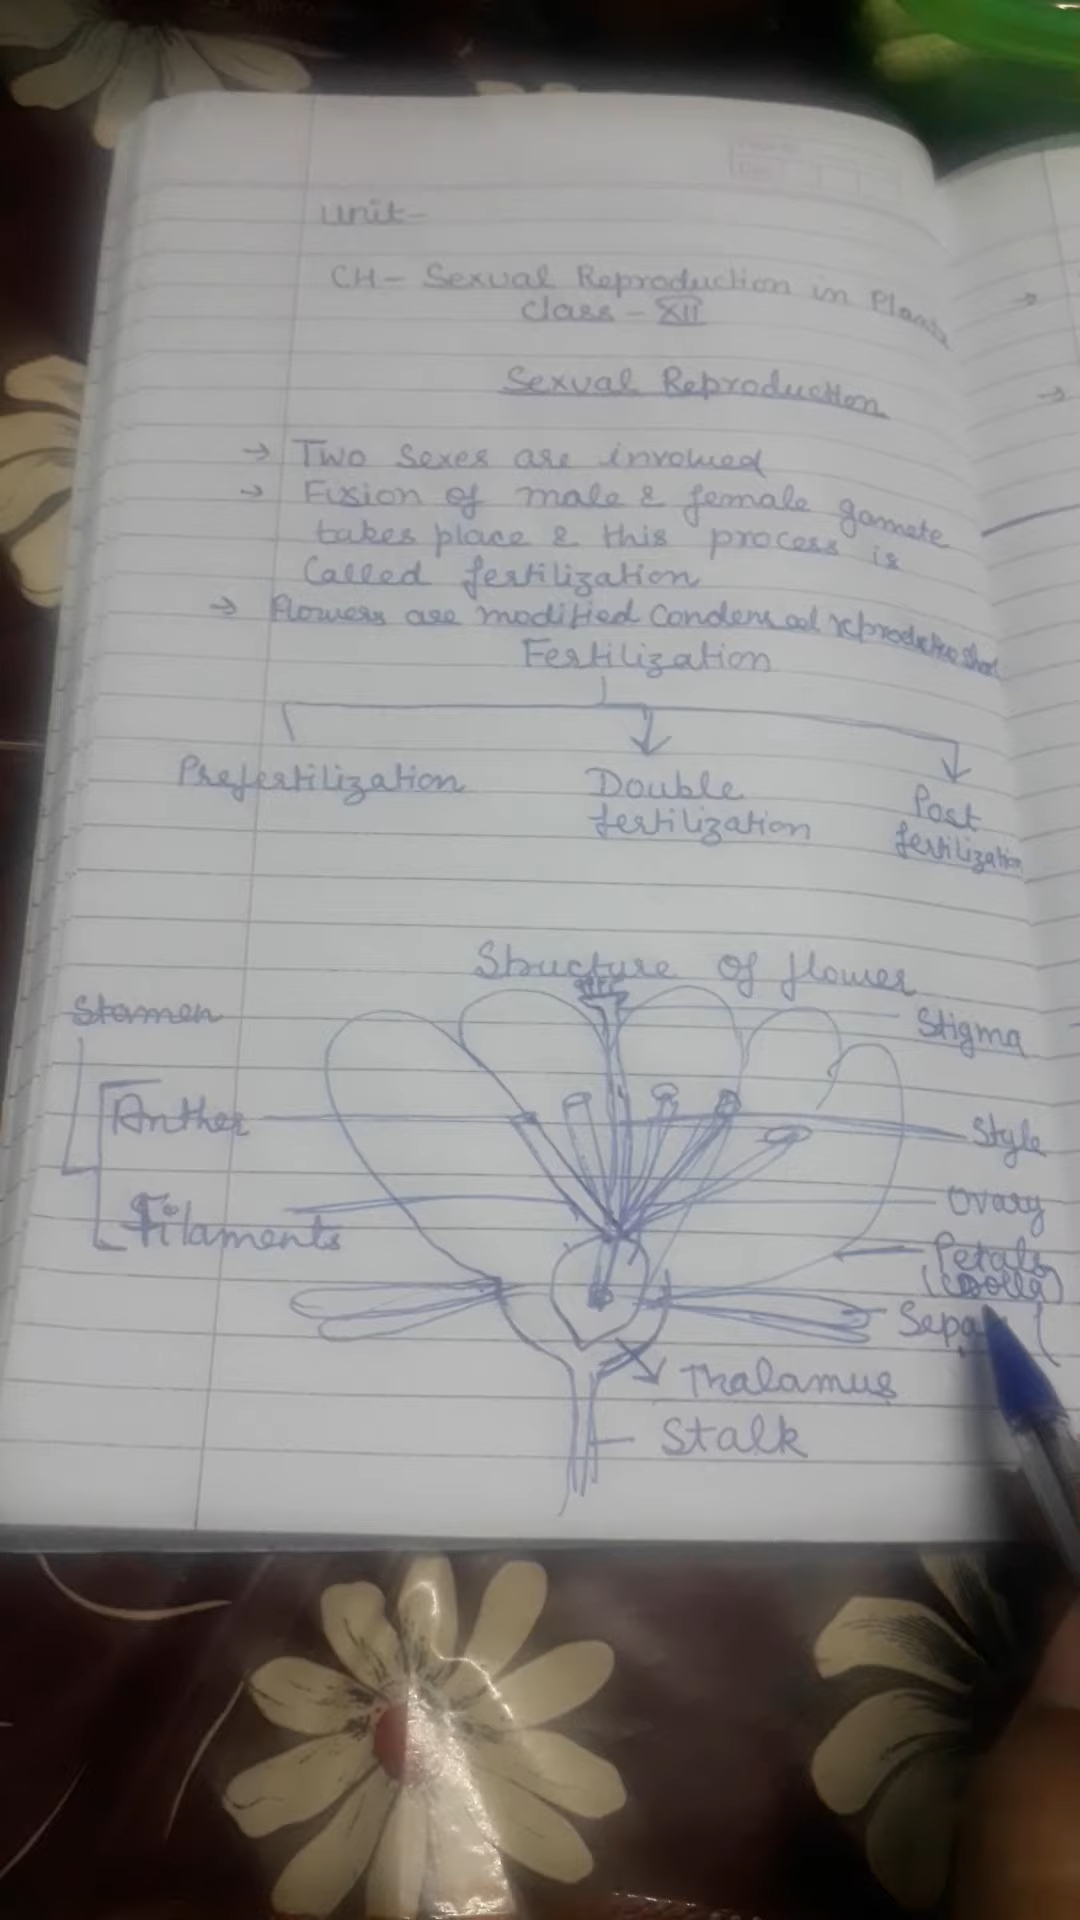 unit-
CH- Sexual Reproduction in Plants
Class - XII
Sexual Reproduction
→ Two sexes are involved
→ Fusion of male & female gamete
takes place & this process is
Called fertilization
→ flowers are modified Condensed reproductive shoot
Fertilization
Prefertilization
Double
fertilization
Post
fertilization
Structure of flower
Stamen
Stigma
Anther
Style
Filaments
Ovary
Petals
Thalamus
Stalk